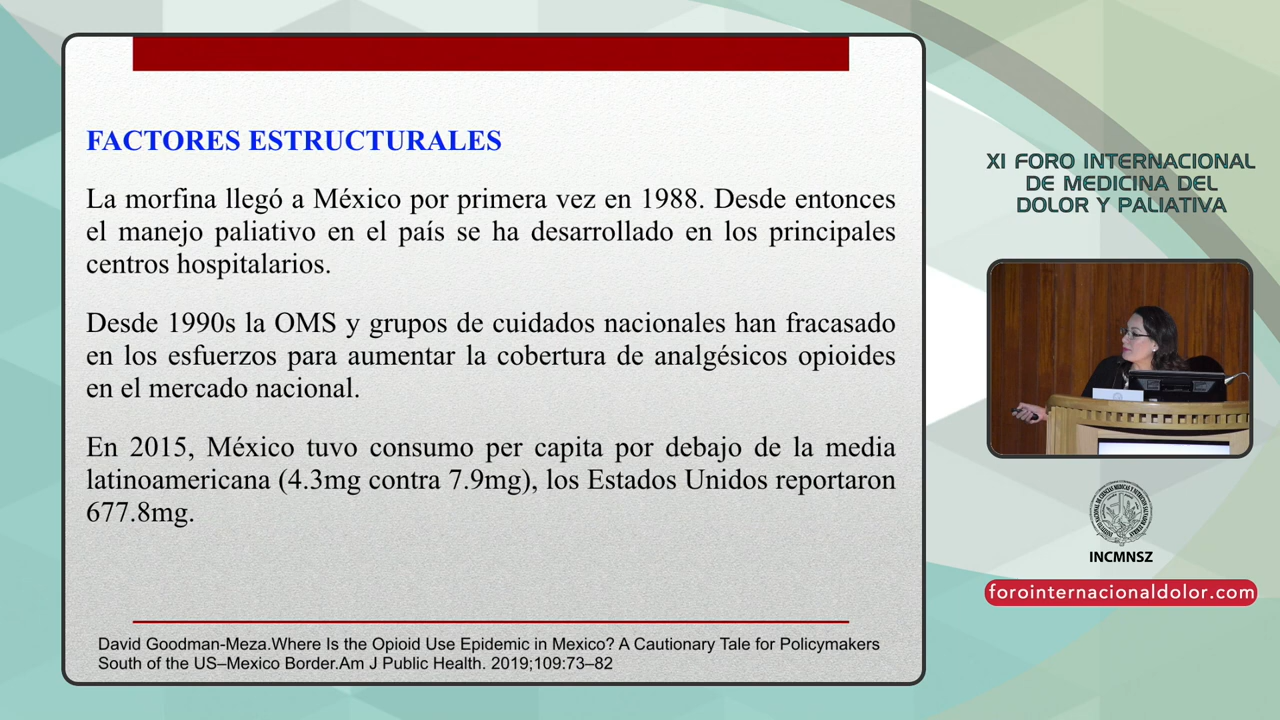 FACTORES ESTRUCTURALES
La morfina llegó a México por primera vez en 1988. Desde entonces
el manejo paliativo en el país se ha desarrollado en los principales
centros hospitalarios.
Desde 1990s la OMS y grupos de cuidados nacionales han fracasado
en los esfuerzos para aumentar la cobertura de analgésicos opioides
en el mercado nacional.
En 2015, México tuvo consumo per capita por debajo de la media
latinoamericana (4.3mg contra 7.9mg), los Estados Unidos reportaron
677.8mg.
David Goodman-Meza.Where Is the Opioid Use Epidemic in Mexico? A Cautionary Tale for Policymakers
South of the US–Mexico Border.Am J Public Health. 2019;109:73–82
XI FORO INTERNACIONAL
DE MEDICINA DEL
DOLOR Y PALIATIVA
INCMNSZ
forointernacionaldolor.com